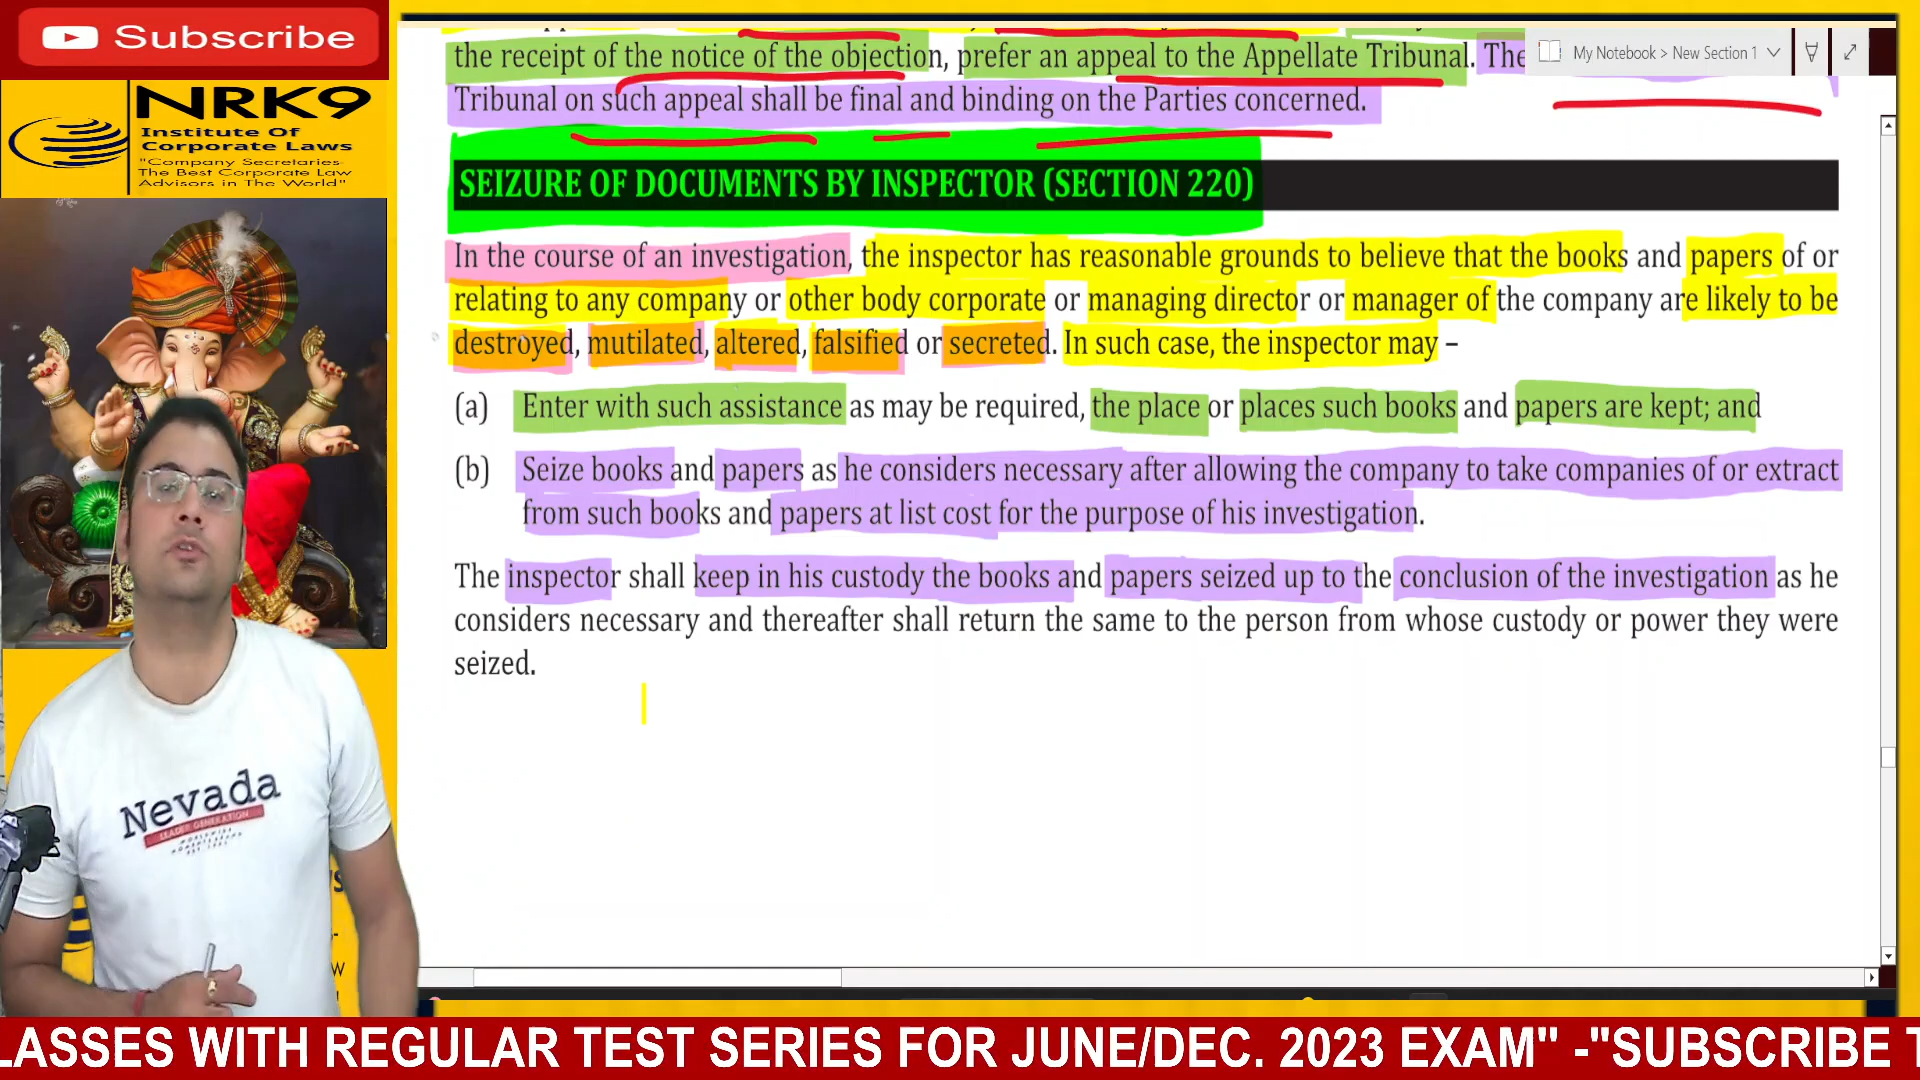 Subscribe
NRK9
Institute Of
Corporate Laws
"Company Secretaries-
The Best Corporate Law
Advisors in The World"
the receipt of the notice of the objection, prefer an appeal to the Appellate Tribunal. The
My Notebook > New Section 1
Tribunal on such appeal shall be final and binding on the Parties concerned.
SEIZURE OF DOCUMENTS BY INSPECTOR (SECTION 220)
In the course of an investigation, the inspector has reasonable grounds to believe that the books and papers of or
relating to any company or other body corporate or managing director or manager of the company are likely to be
destroyed, mutilated, altered, falsified or secreted. In such case, the inspector may –
(a) Enter with such assistance as may be required, the place or places such books and papers are kept; and
(b) Seize books and papers as he considers necessary after allowing the company to take companies of or extract
from such books and papers at list cost for the purpose of his investigation.
The inspector shall keep in his custody the books and papers seized up to the conclusion of the investigation as he
considers necessary and thereafter shall return the same to the person from whose custody or power they were
seized.
Nevada
LEADER GENERATION
LASSES WITH REGULAR TEST SERIES FOR JUNE/DEC. 2023 EXAM" -"SUBSCRIBE T